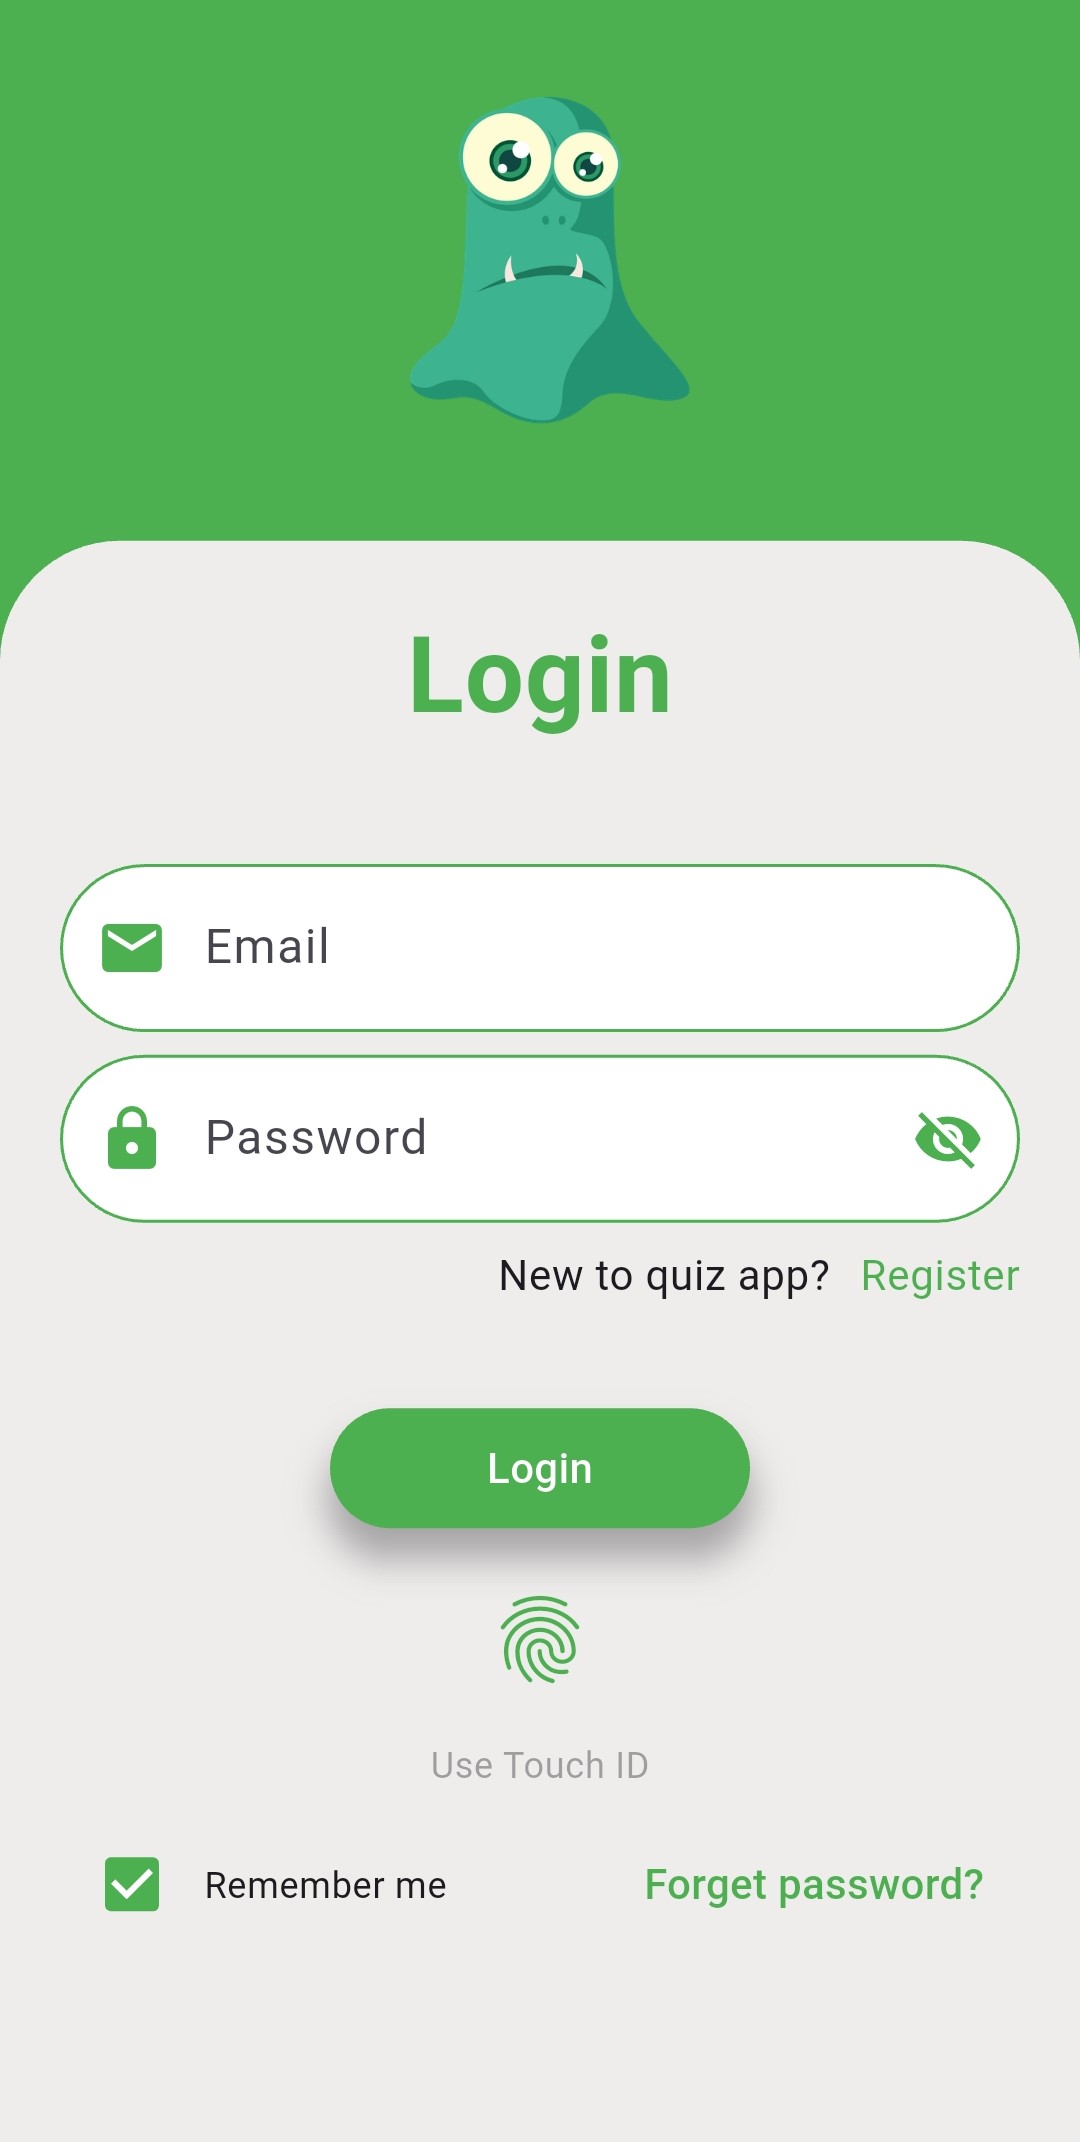 Login
Email
Password
New to quiz app? Register
Login
Use Touch ID
Remember me Forget password?